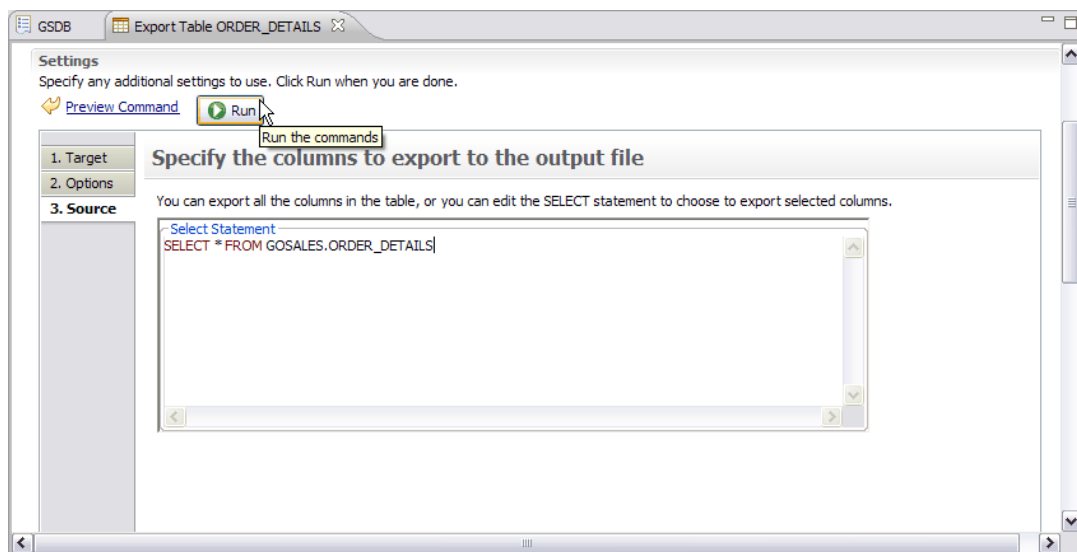 GSDB Export Table ORDER_DETAILS
Settings
Specify any additional settings to use. Click Run when you are done.
Preview Command Run
Run the commands
1. Target
2. Options
3. Source
Specify the columns to export to the output file
You can export all the columns in the table, or you can edit the SELECT statement to choose to export selected columns.
Select Statement
SELECT * FROM GOSALES.ORDER_DETAILS